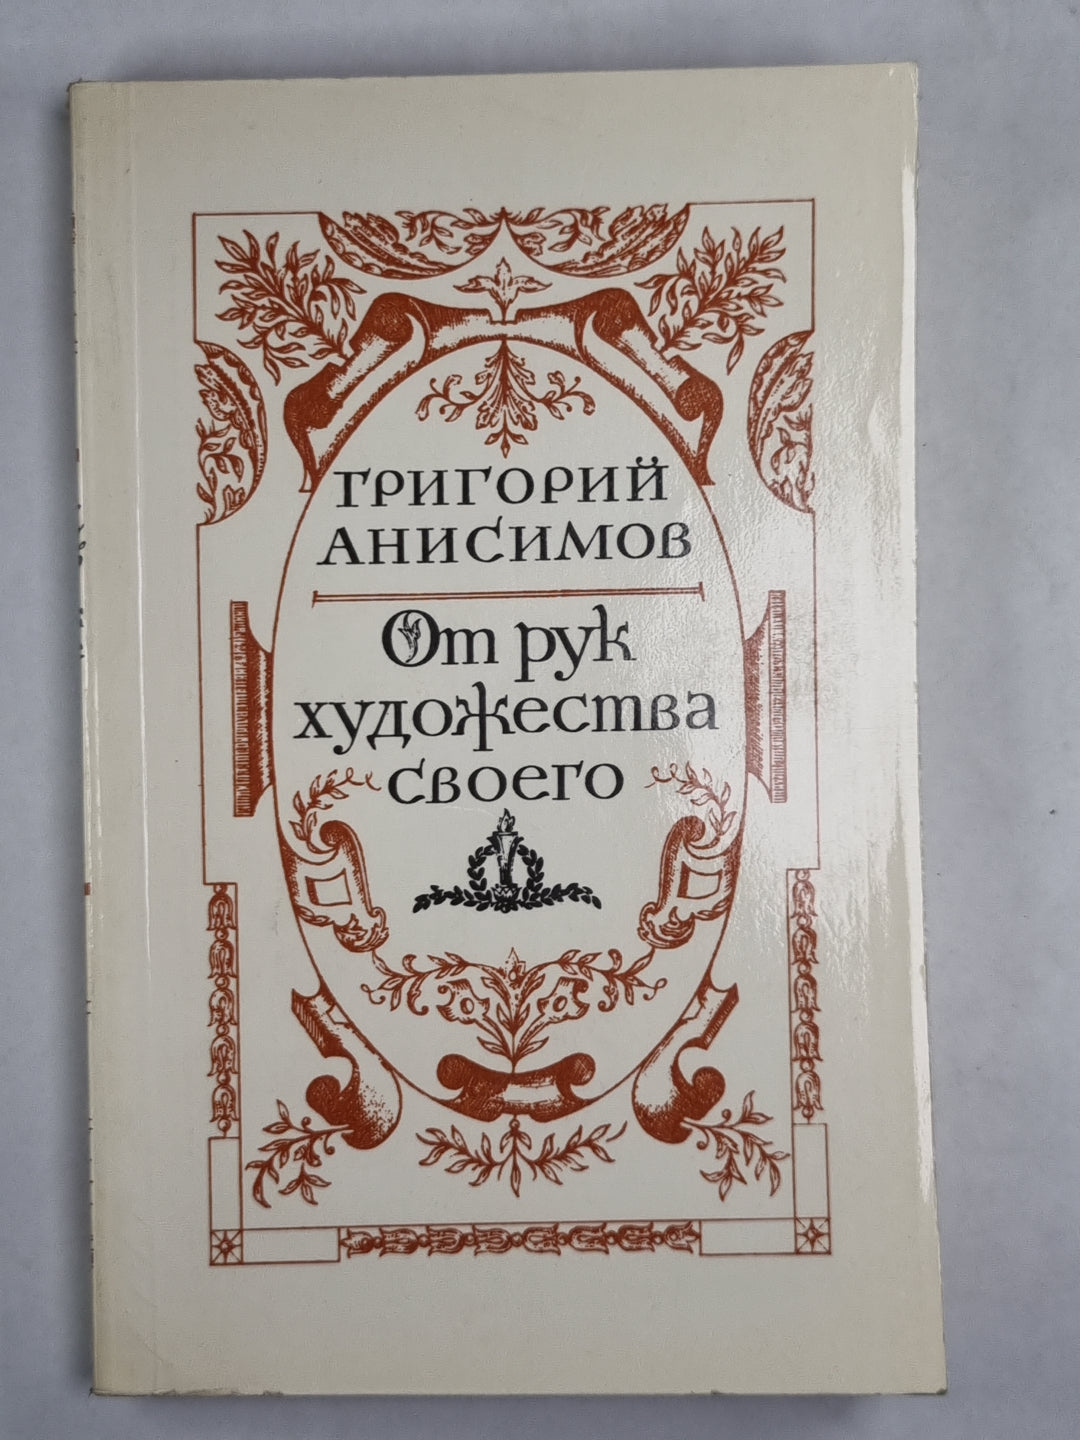 ГРИГОРИЙ
АНИСИМОВ
От рук
художества
своего